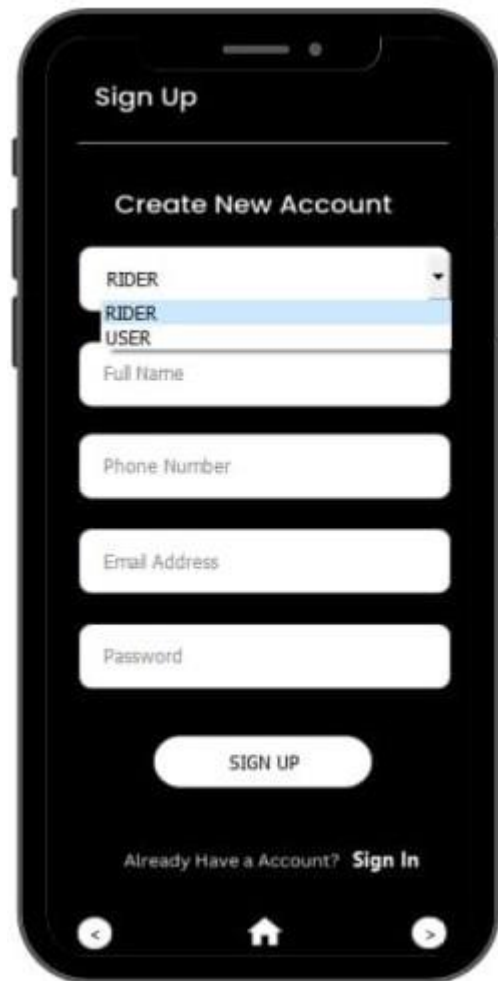 Sign Up
Create New Account
RIDER
RIDER
USER
Full Name
Phone Number
Email Address
Password
SIGN UP
Already Have a Account? Sign In
< >